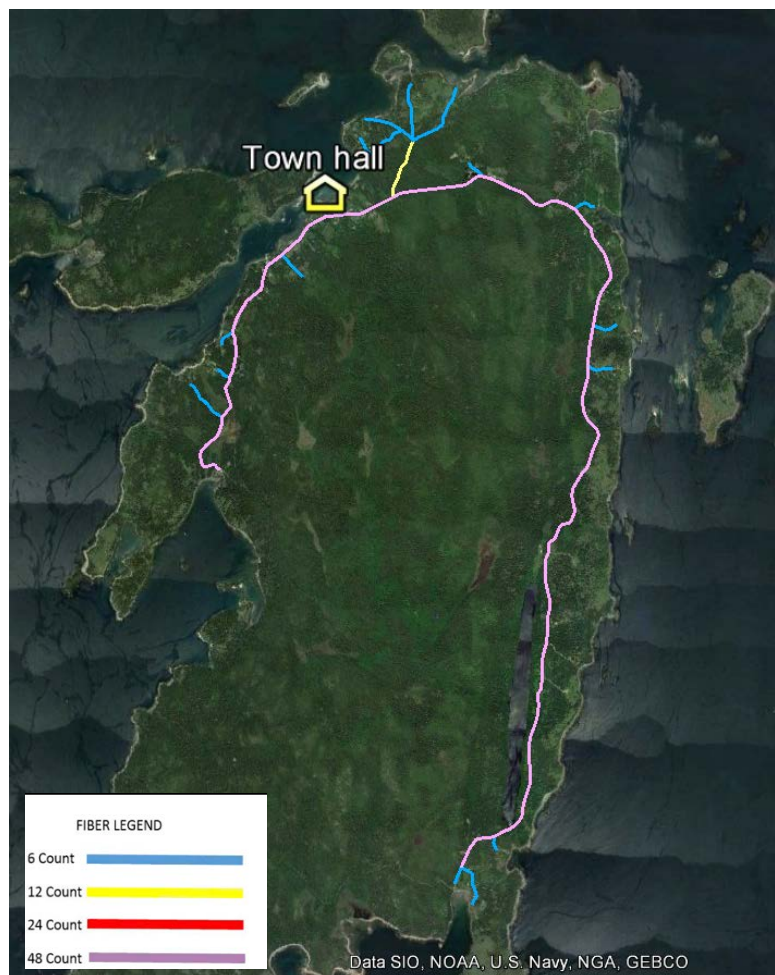 Town hall
FIBER LEGEND
6 Count
12 Count
24 Count
48 Count
Data SIO, NOAA, U.S. Navy, NGA, GEBCO